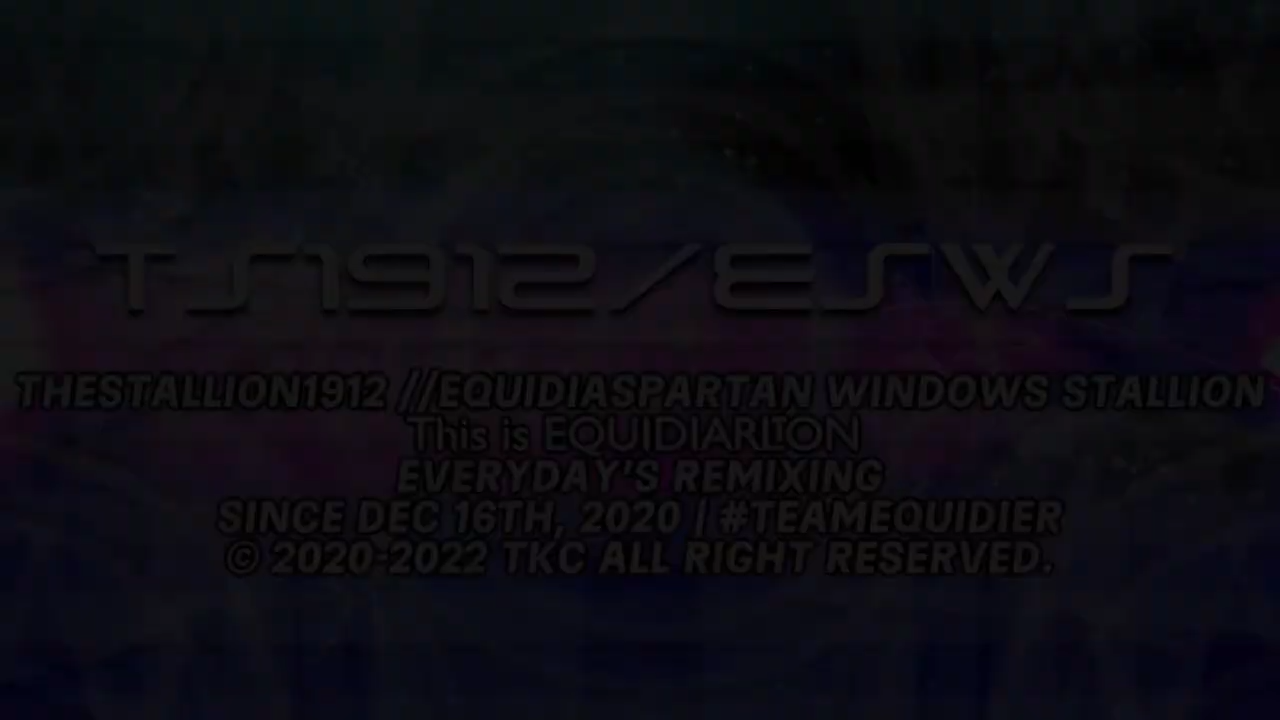 TS1912/ESWS
THESTALLION1912 //EQUIDIASPARTAN WINDOWS STALLION
This is EQUIDIARLTON
EVERYDAY'S REMIXING
SINCE DEC 16TH, 2020 | #TEAMEQUIDIER
© 2020-2022 TKC ALL RIGHT RESERVED.